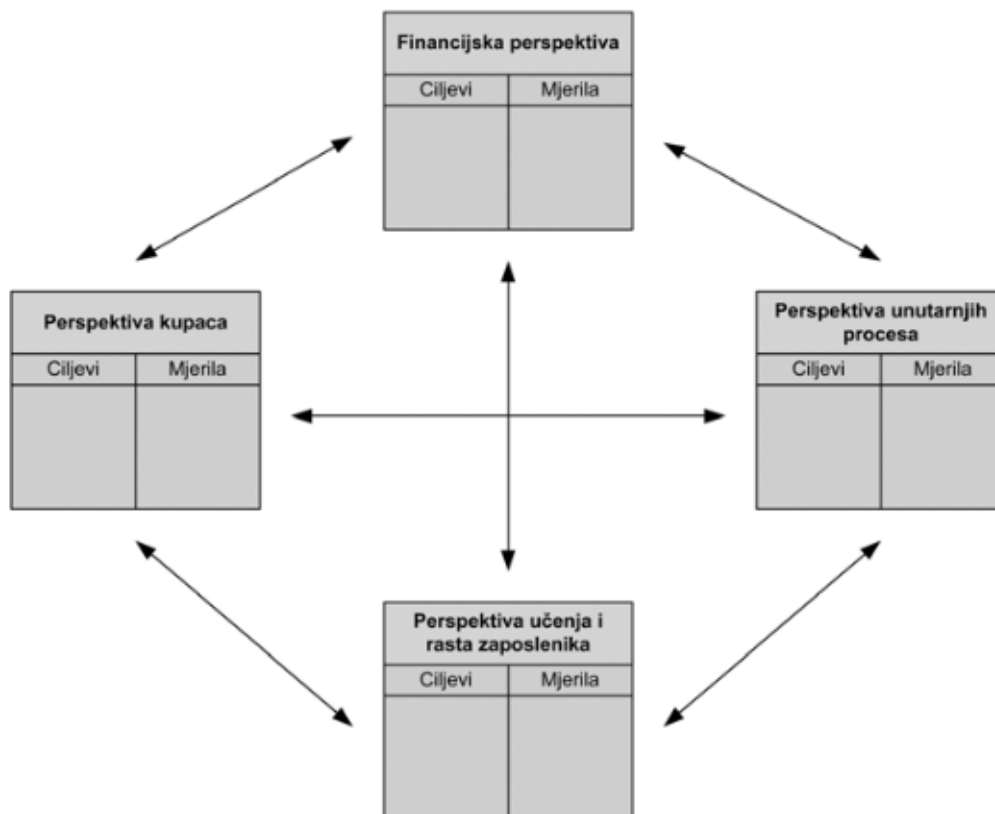 Financijska perspektiva
Ciljevi Mjerila
Perspektiva kupaca
Ciljevi Mjerila
Perspektiva unutarnjih
procesa
Ciljevi Mjerila
Perspektiva učenja i
rasta zaposlenika
Ciljevi Mjerila